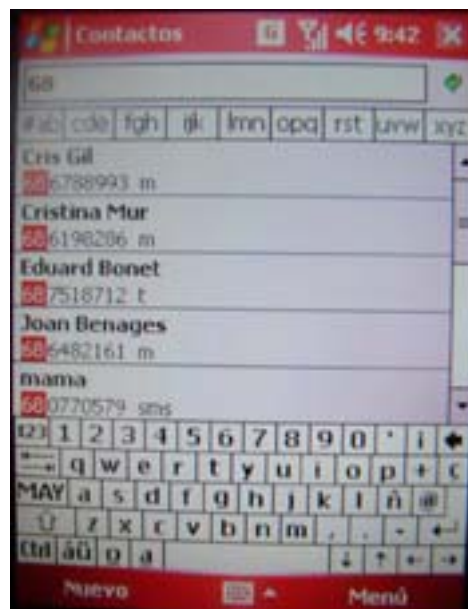 Contactos G 9:42
68
#ab cde fgh ijk lmn opq rst uvw xyz
Cris Gil
686788993 m
Cristina Mur
686198286 m
Eduard Bonet
687518712 t
Joan Benages
686482161 m
mama
680770579 sms
123 1 2 3 4 5 6 7 8 9 0 ' ¡
q w e r t y u i o p + ç
MAY a s d f g h j k l ñ @
z x c v b n m , . -
Ctrl áü º ª
Nuevo Menú